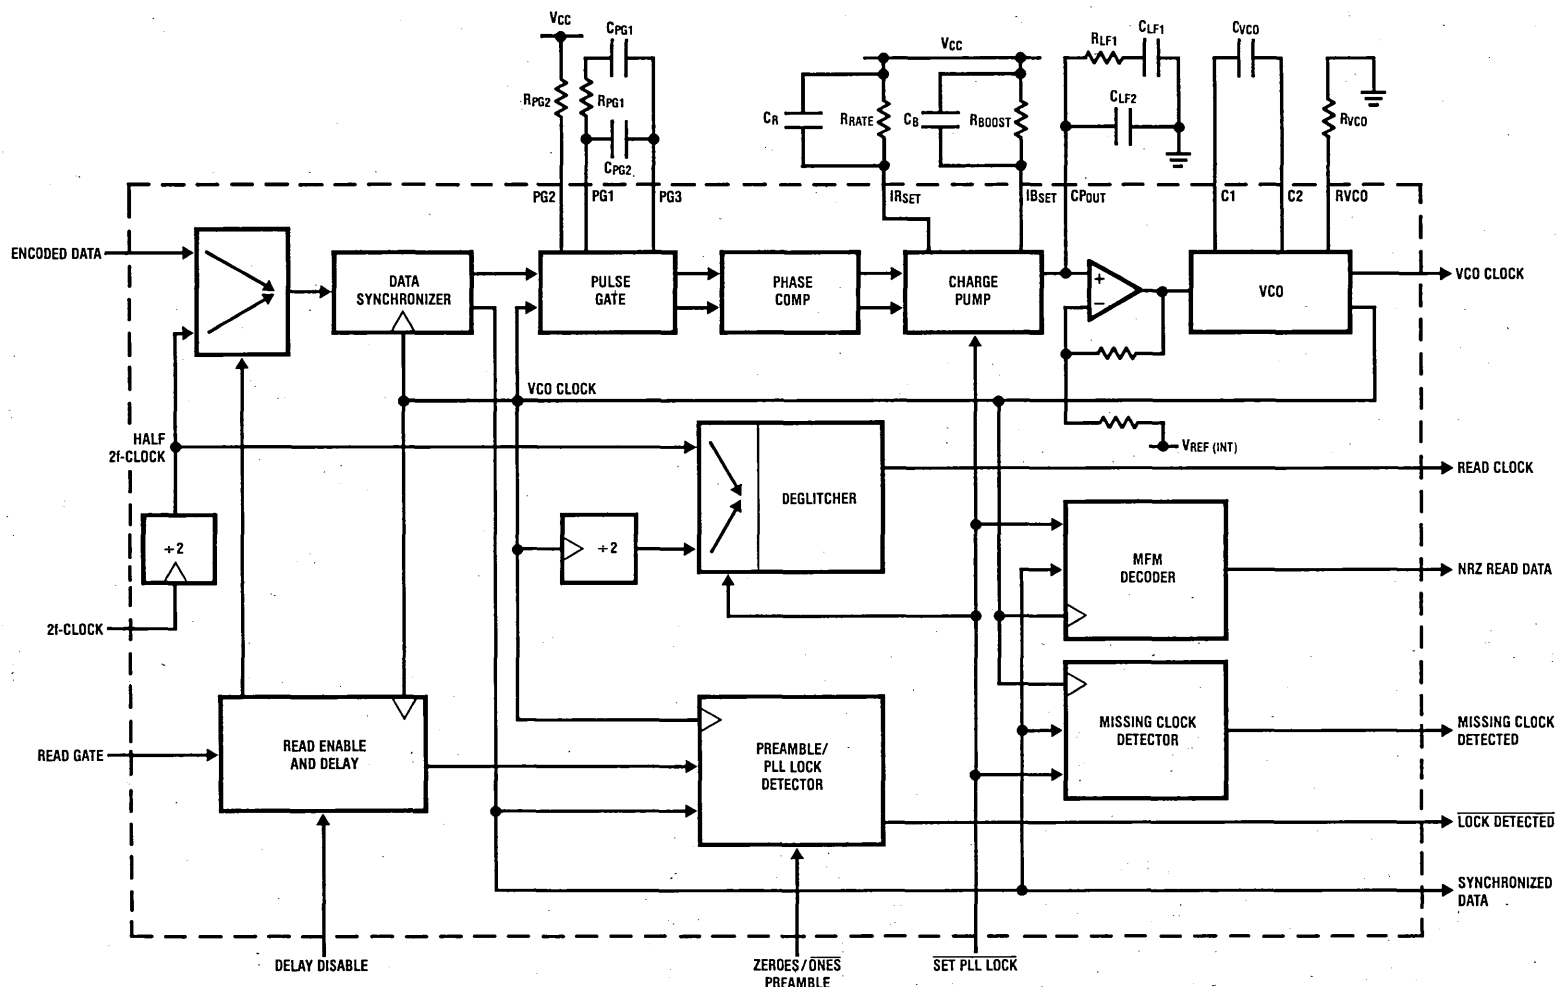 VCC
CPG1
RPG2
RPG1
CPG2
PG2
PG1
PG3
VCC
CR
RRATE
CB
RBOOST
IRSET
IBSET
CPOUT
RLF1
CLF1
CLF2
CVCO
RVCO
C1
C2
RVCO
ENCODED DATA
DATA
SYNCHRONIZER
PULSE
GATE
PHASE
COMP
CHARGE
PUMP
+
−
VCO
VCO CLOCK
VCO CLOCK
HALF
2f-CLOCK
VREF (INT)
DEGLITCHER
READ CLOCK
÷2
÷2
MFM
DECODER
NRZ READ DATA
2f-CLOCK
READ GATE
READ ENABLE
AND DELAY
PREAMBLE/
PLL LOCK
DETECTOR
MISSING CLOCK
DETECTOR
MISSING CLOCK
DETECTED
LOCK DETECTED
SYNCHRONIZED
DATA
DELAY DISABLE
ZEROES/ONES
PREAMBLE
SET PLL LOCK